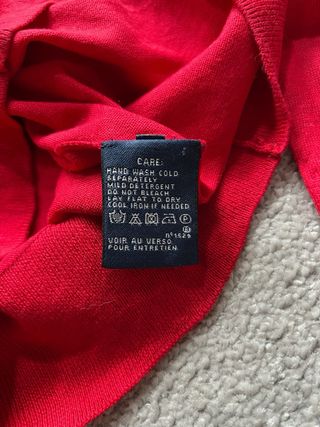 CARE:
HAND WASH COLD
SEPARATELY
MILD DETERGENT
DO NOT BLEACH
LAY FLAT TO DRY
COOL IRON IF NEEDED
VOIR AU VERSO
POUR ENTRETIEN.